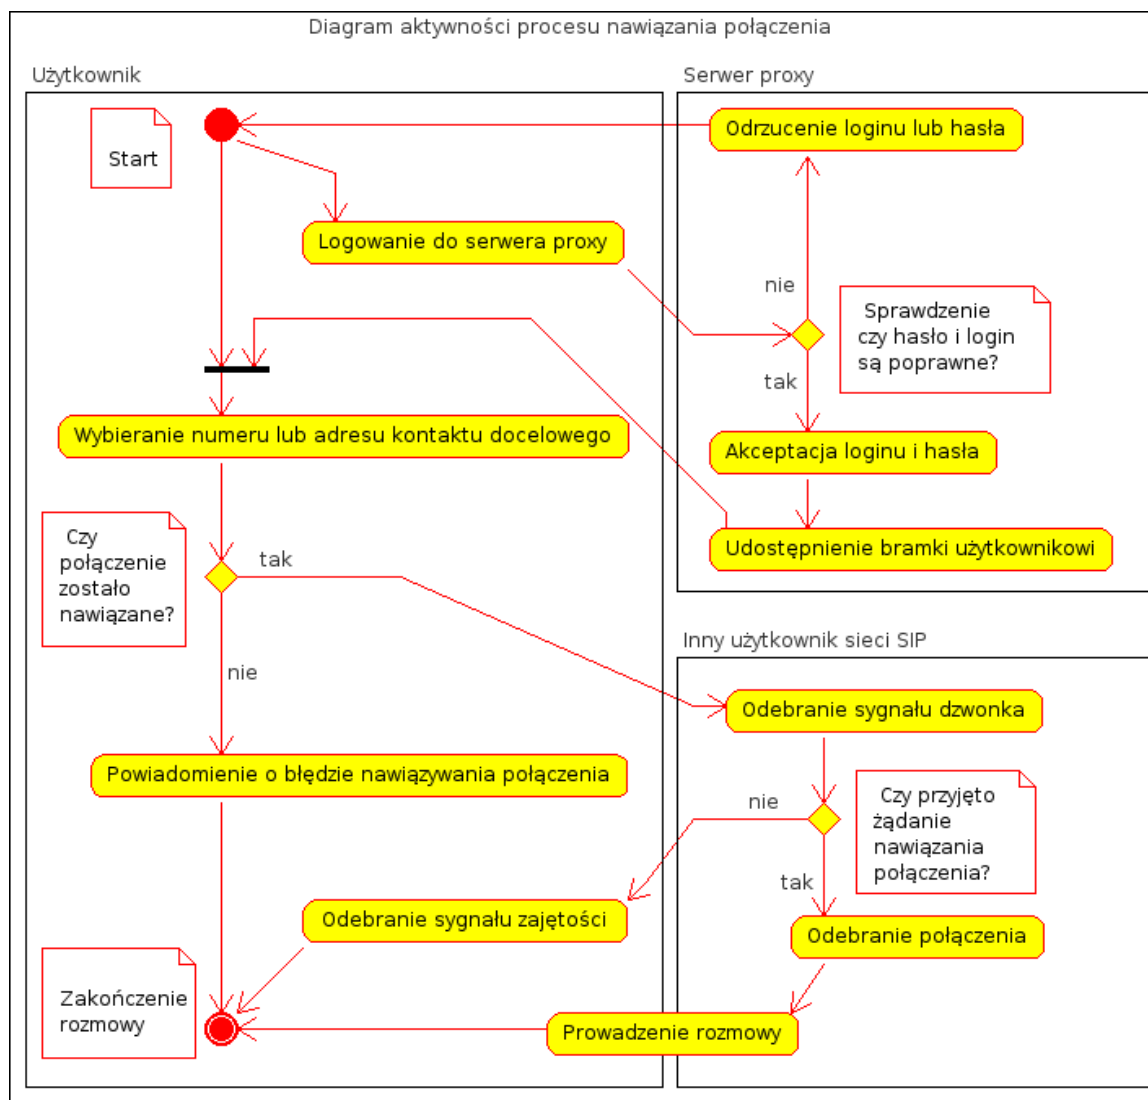 Diagram aktywności procesu nawiązania połączenia
Użytkownik
Serwer proxy
Start
Odrzucenie loginu lub hasła
Logowanie do serwera proxy
nie
Sprawdzenie
czy hasło i login
są poprawne?
tak
Wybieranie numeru lub adresu kontaktu docelowego
Akceptacja loginu i hasła
Czy
połączenie
zostało
nawiązane?
tak
Udostępnienie bramki użytkownikowi
nie
Inny użytkownik sieci SIP
Odebranie sygnału dzwonka
Powiadomienie o błędzie nawiązywania połączenia
nie
Czy przyjęto
żądanie
nawiązania
połączenia?
tak
Odebranie sygnału zajętości
Odebranie połączenia
Zakończenie
rozmowy
Prowadzenie rozmowy